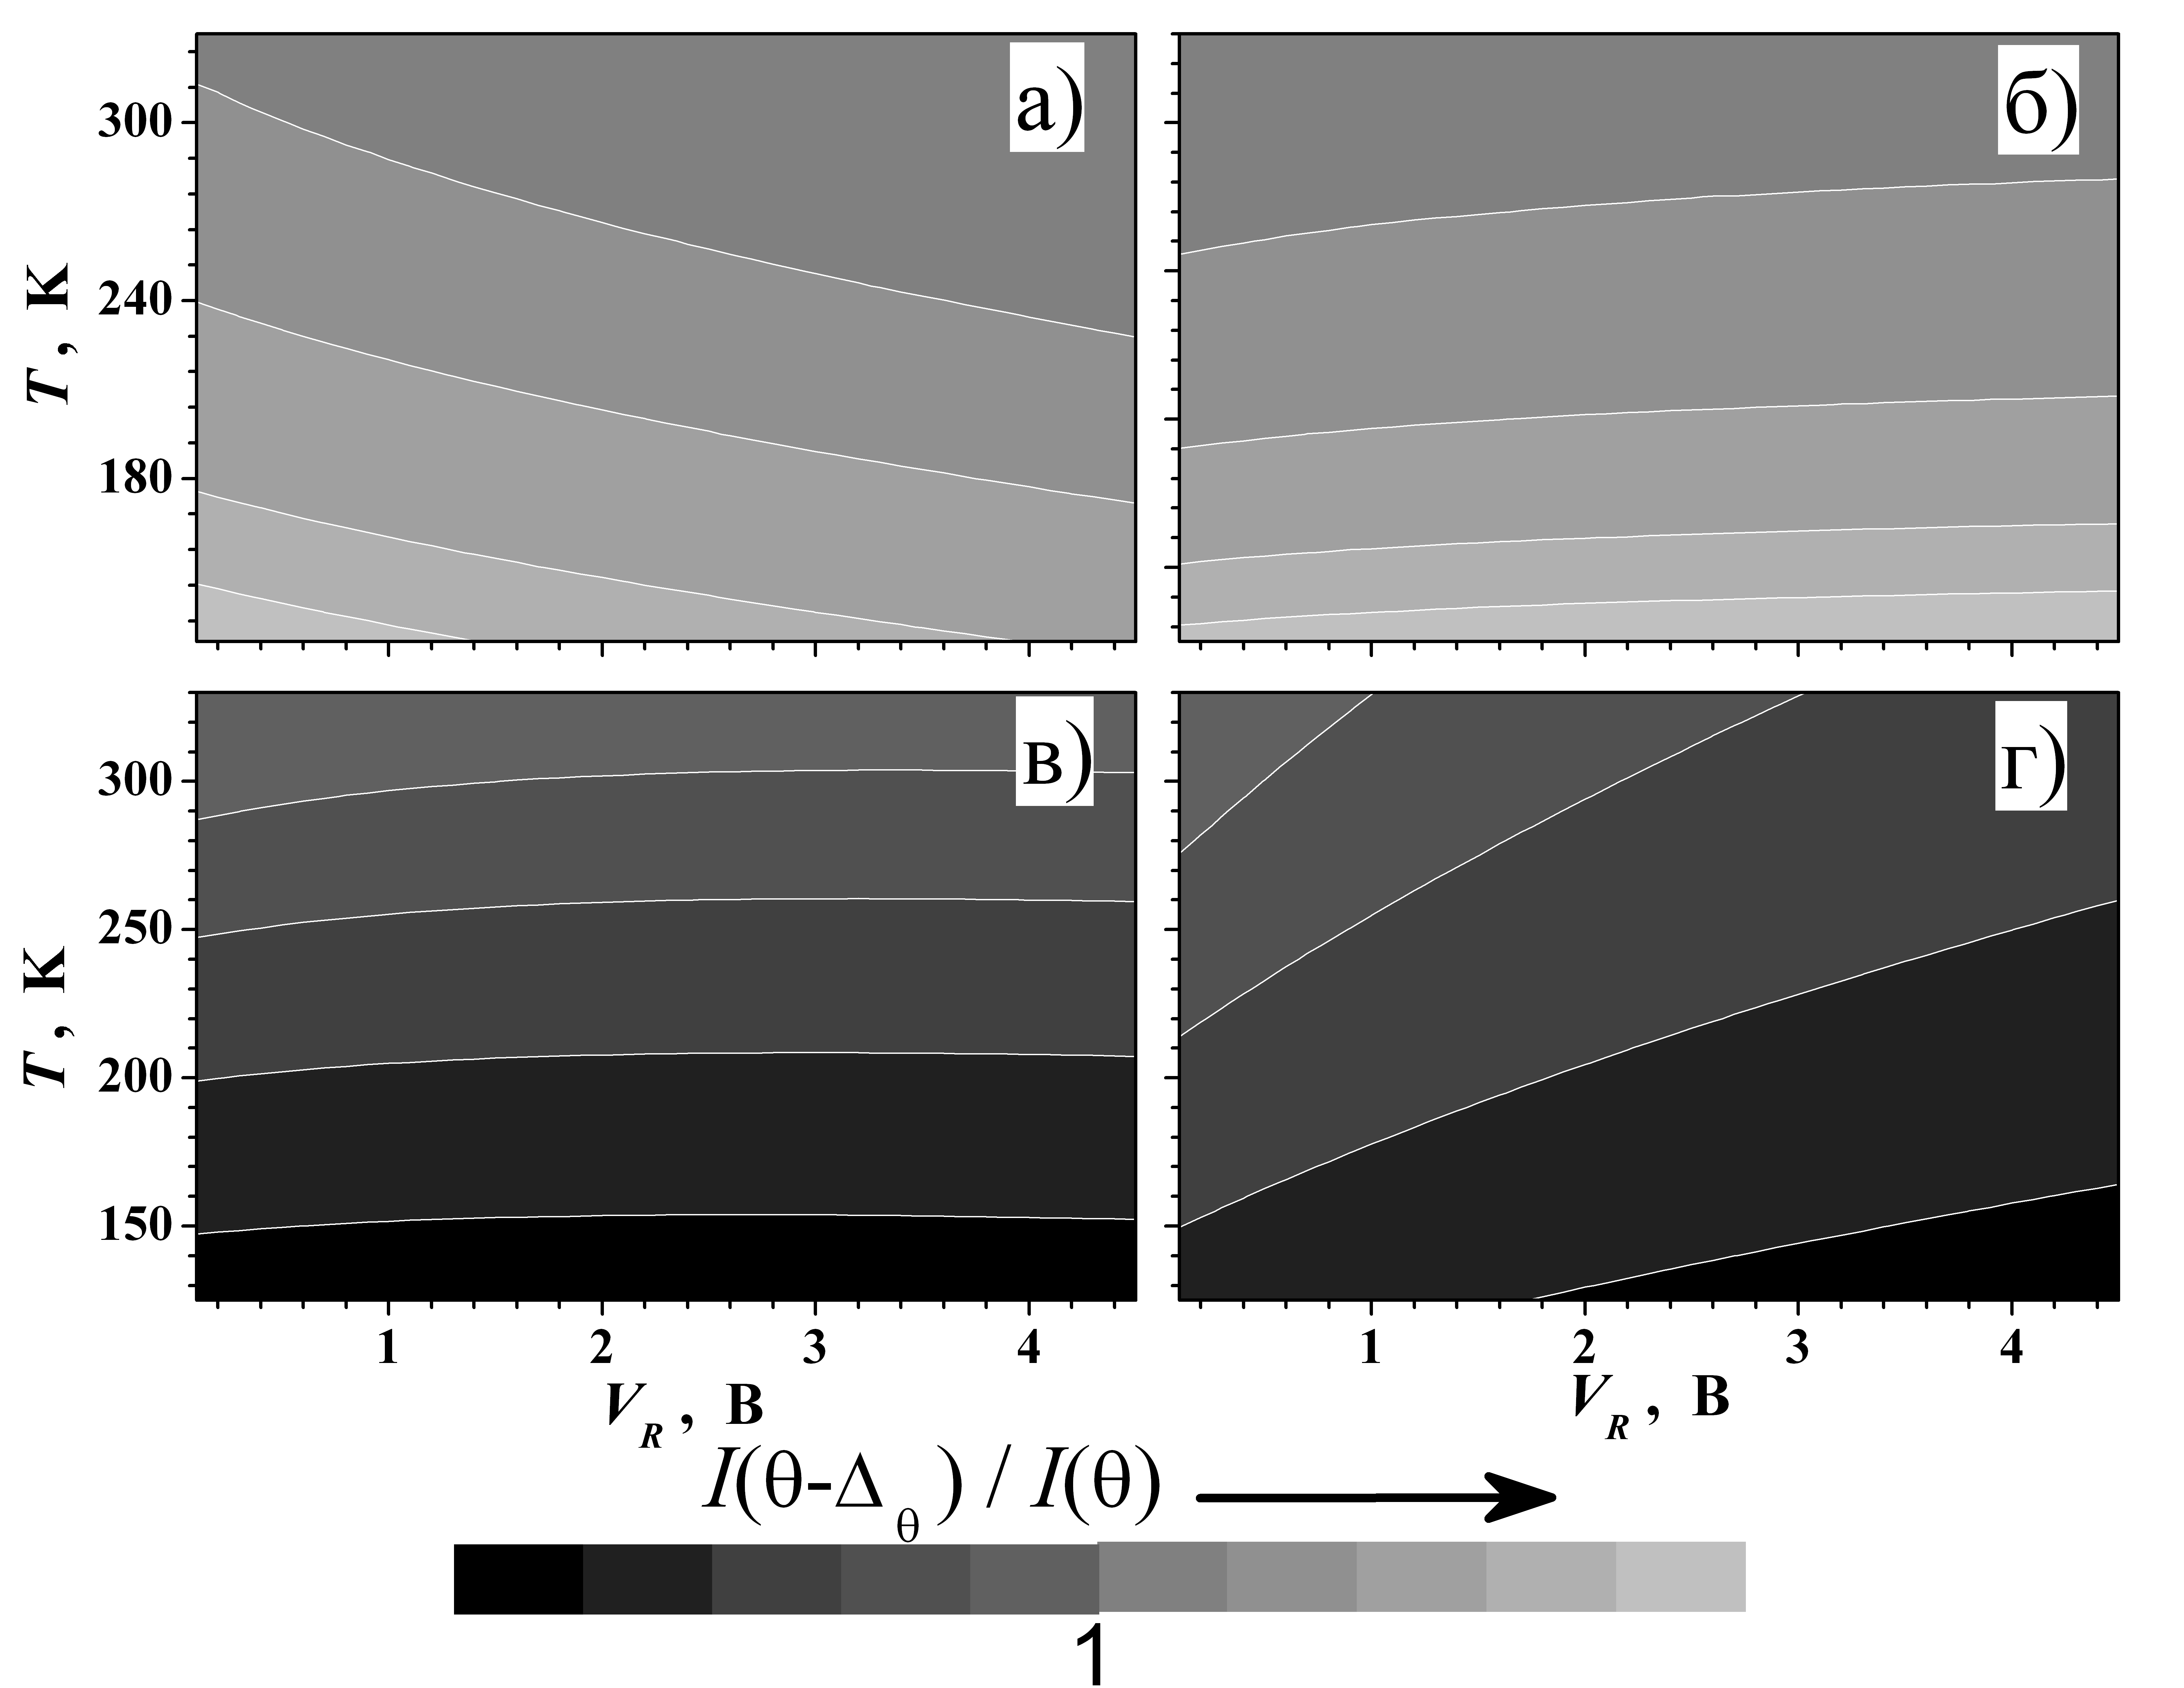 а)
б)
300
240
180
T , К
в)
г)
300
250
200
150
T , К
1 2 3 4
1 2 3 4
V_R , В
V_R , В
I(θ-Δ_θ) / I(θ)
1